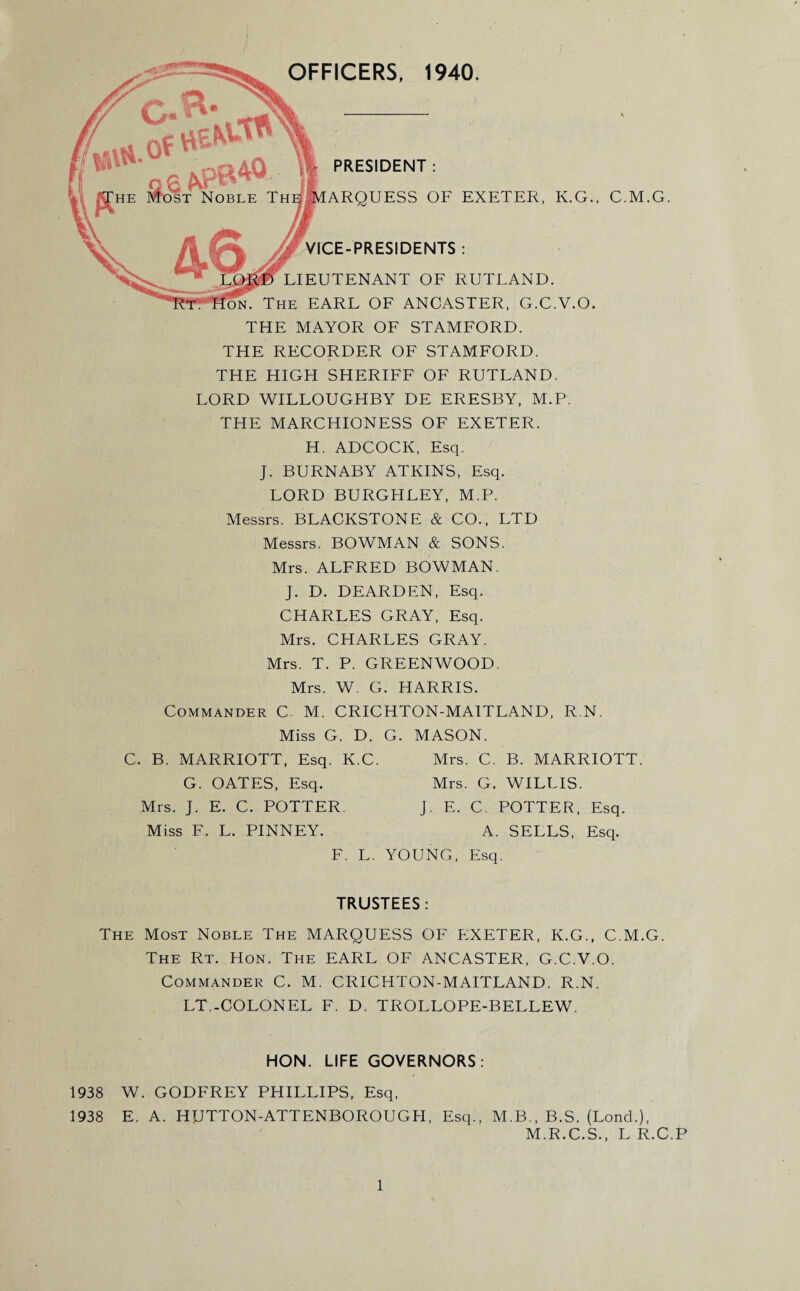 OFFICERS, 1940.
C.R.
MIN. OF HEALTH
06 APR40
46
PRESIDENT :
The Most Noble The MARQUESS OF EXETER, K.G., C.M.G.
VICE-PRESIDENTS :
LORD LIEUTENANT OF RUTLAND.
Rt. Hon. The EARL OF ANCASTER, G.C.V.O.
THE MAYOR OF STAMFORD.
THE RECORDER OF STAMFORD.
THE HIGH SHERIFF OF RUTLAND.
LORD WILLOUGHBY DE ERESBY, M.P.
THE MARCHIONESS OF EXETER.
H. ADCOCK, Esq.
J. BURNABY ATKINS, Esq.
LORD BURGHLEY, M.P.
Messrs. BLACKSTONE & CO., LTD
Messrs. BOWMAN & SONS.
Mrs. ALFRED BOWMAN.
J. D. DEARDEN, Esq.
CHARLES GRAY, Esq.
Mrs. CHARLES GRAY.
Mrs. T. P. GREENWOOD.
Mrs. W. G. HARRIS.
Commander C. M. CRICHTON-MAITLAND, R.N.
Miss G. D. G. MASON.
C. B. MARRIOTT, Esq. K.C. Mrs. C. B. MARRIOTT.
G. OATES, Esq. Mrs. G. WILLIS.
Mrs. J. E. C. POTTER. J. E. C. POTTER, Esq.
Miss F. L. PINNEY. A. SELLS, Esq.
F. L. YOUNG, Esq.
TRUSTEES :
The Most Noble The MARQUESS OF EXETER, K.G., C.M.G.
The Rt. Hon. The EARL OF ANCASTER, G.C.V.O.
Commander C. M. CRICHTON-MAITLAND. R.N.
LT.-COLONEL F. D. TROLLOPE-BELLEW.
HON. LIFE GOVERNORS :
1938 W. GODFREY PHILLIPS, Esq,
1938 E. A. HUTTON-ATTENBOROUGH, Esq., M.B., B.S. (Lond.),
M.R.C.S., L R.C.P
1